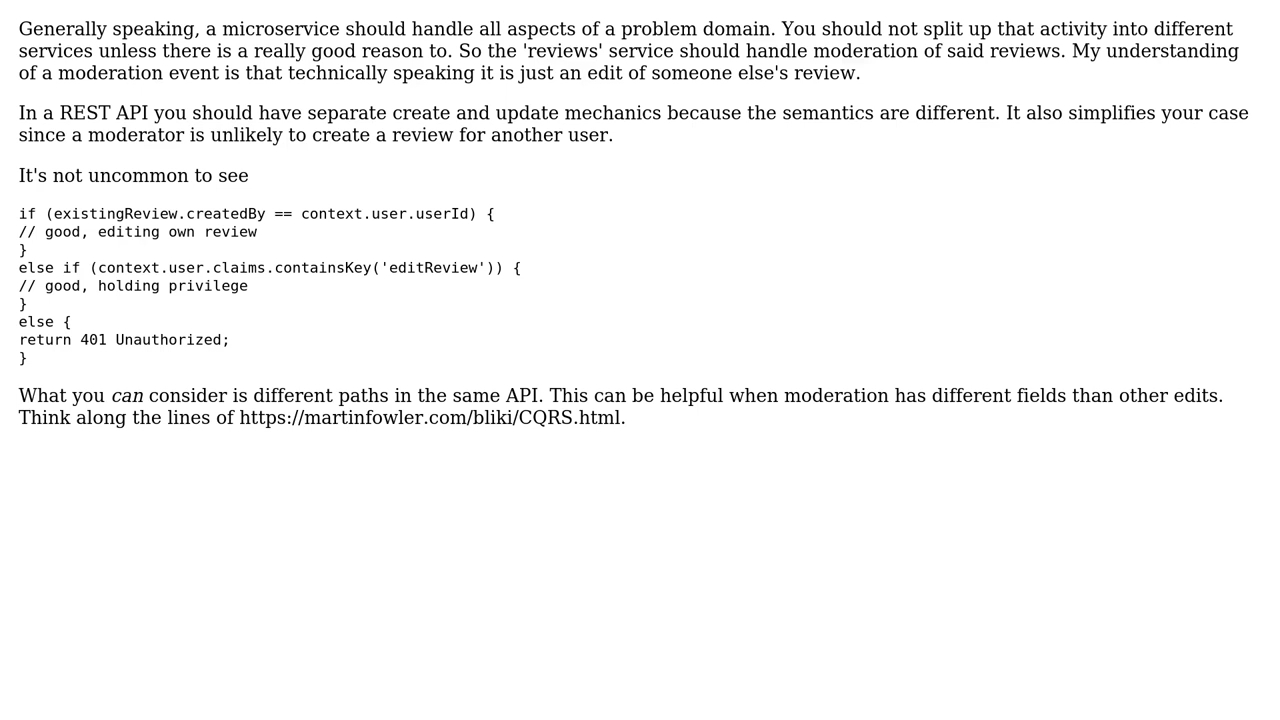 Generally speaking, a microservice should handle all aspects of a problem domain. You should not split up that activity into different
services unless there is a really good reason to. So the 'reviews' service should handle moderation of said reviews. My understanding
of a moderation event is that technically speaking it is just an edit of someone else's review.
In a REST API you should have separate create and update mechanics because the semantics are different. It also simplifies your case
since a moderator is unlikely to create a review for another user.
It's not uncommon to see
if (existingReview.createdBy == context.user.userId) {
// good, editing own review
}
else if (context.user.claims.containsKey('editReview')) {
// good, holding privilege
}
else {
return 401 Unauthorized;
}
What you can consider is different paths in the same API. This can be helpful when moderation has different fields than other edits.
Think along the lines of https://martinfowler.com/bliki/CQRS.html.